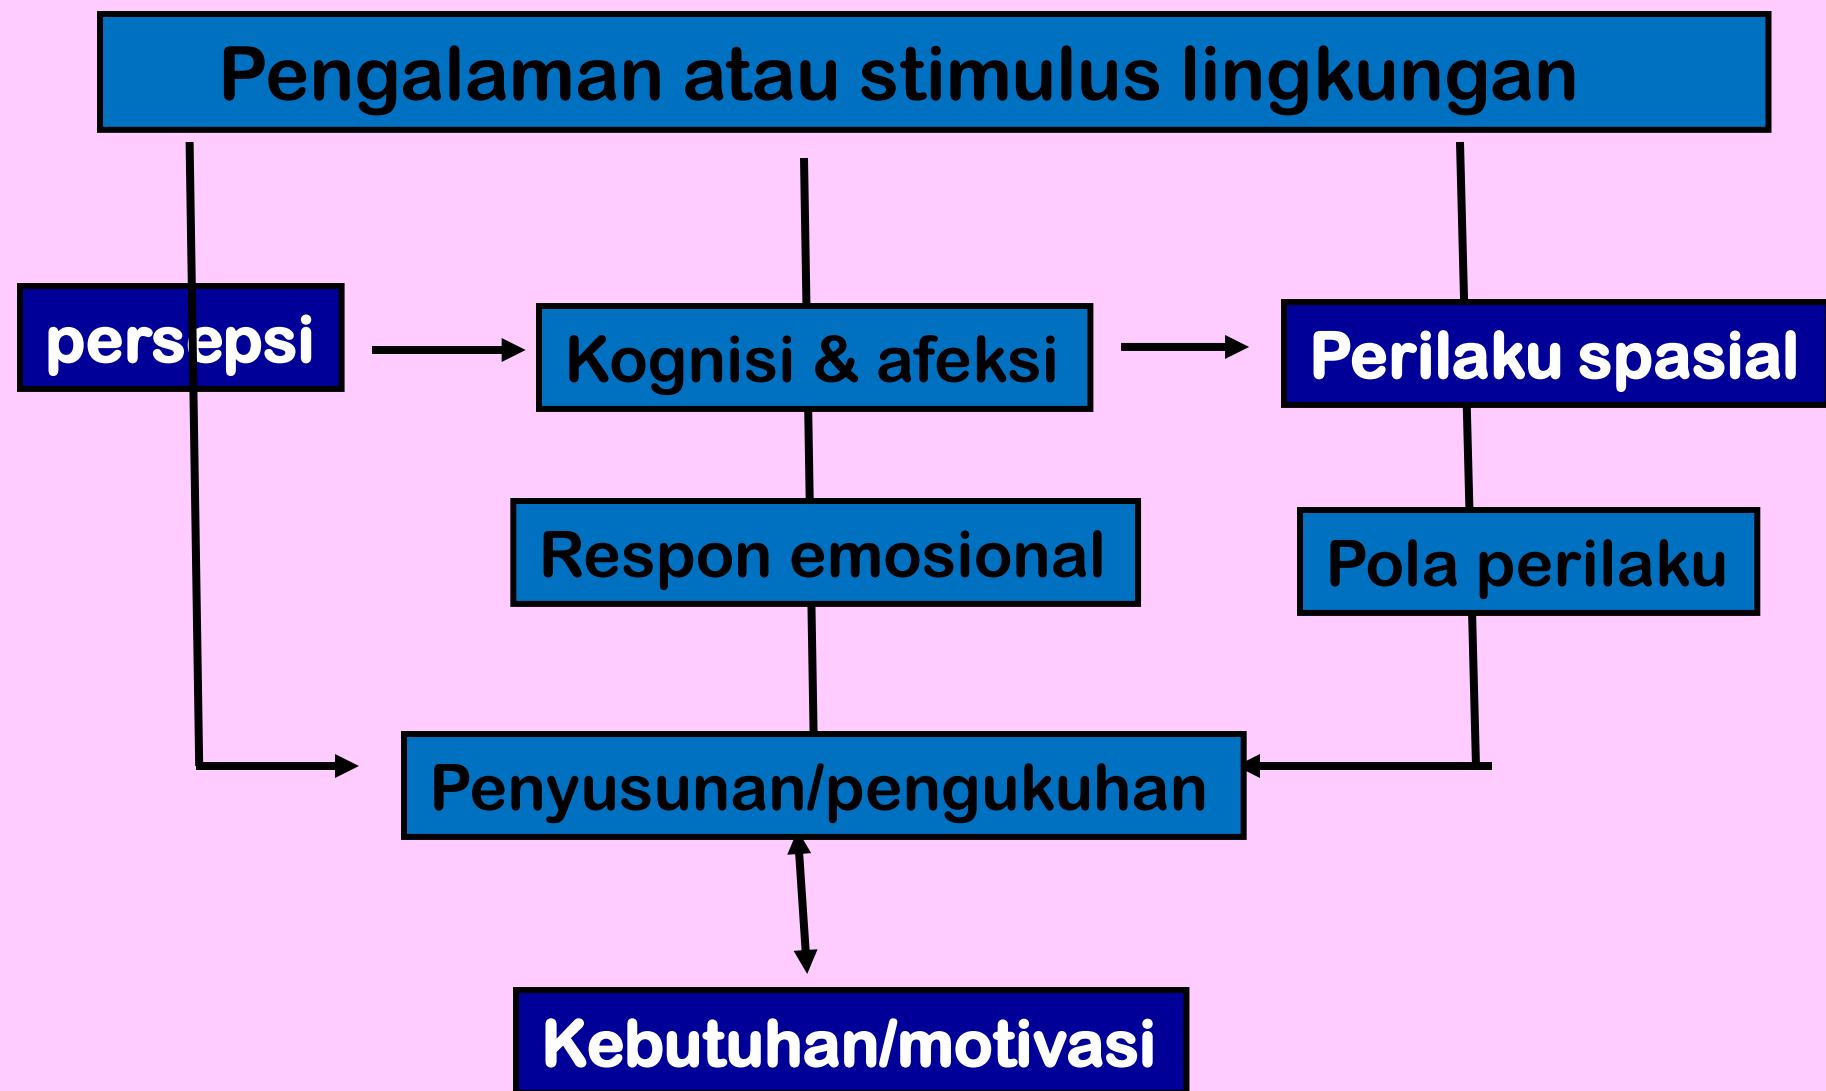 Pengalaman atau stimulus lingkungan
persepsi
Kognisi & afeksi
Perilaku spasial
Respon emosional
Pola perilaku
Penyusunan/pengukuhan
Kebutuhan/motivasi